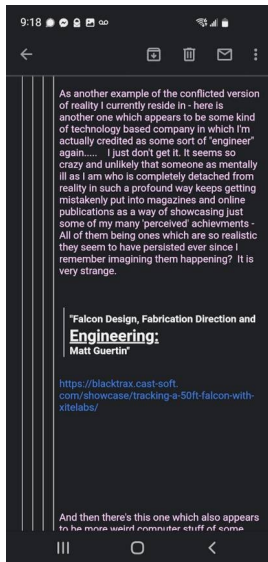 9:18
As another example of the conflicted version
of reality I currently reside in - here is
another one which appears to be some kind
of technology based company in which I'm
actually credited as some sort of "engineer"
again..... I just don't get it. It seems so
crazy and unlikely that someone as mentally
ill as I am who is completely detached from
reality in such a profound way keeps getting
mistakenly put into magazines and online
publications as a way of showcasing just
some of my many 'perceived' achievments -
All of them being ones which are so realistic
they seem to have persisted ever since I
remember imagining them happening? It is
very strange.
"Falcon Design, Fabrication Direction and
Engineering:
Matt Guertin"
https://blacktrax.cast-soft.
com/showcase/tracking-a-50ft-falcon-with-
xitelabs/
And then there's this one which also appears
to be more weird computer stuff of some